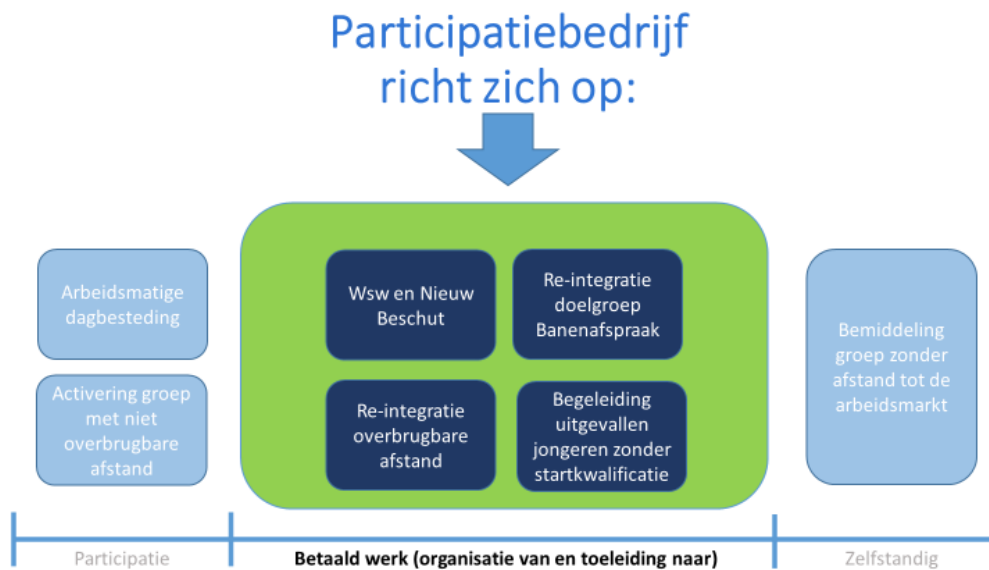 Participatiebedrijf
richt zich op:
Arbeidsmatige
dagbesteding
Activering groep
met niet
overbrugbare
afstand
Wsw en Nieuw
Beschut
Re-integratie
doelgroep
Banenafspraak
Re-integratie
overbrugbare
afstand
Begeleiding
uitgevallen
jongeren zonder
startkwalificatie
Bemiddeling
groep zonder
afstand tot de
arbeidsmarkt
Participatie
Betaald werk (organisatie van en toeleiding naar)
Zelfstandig